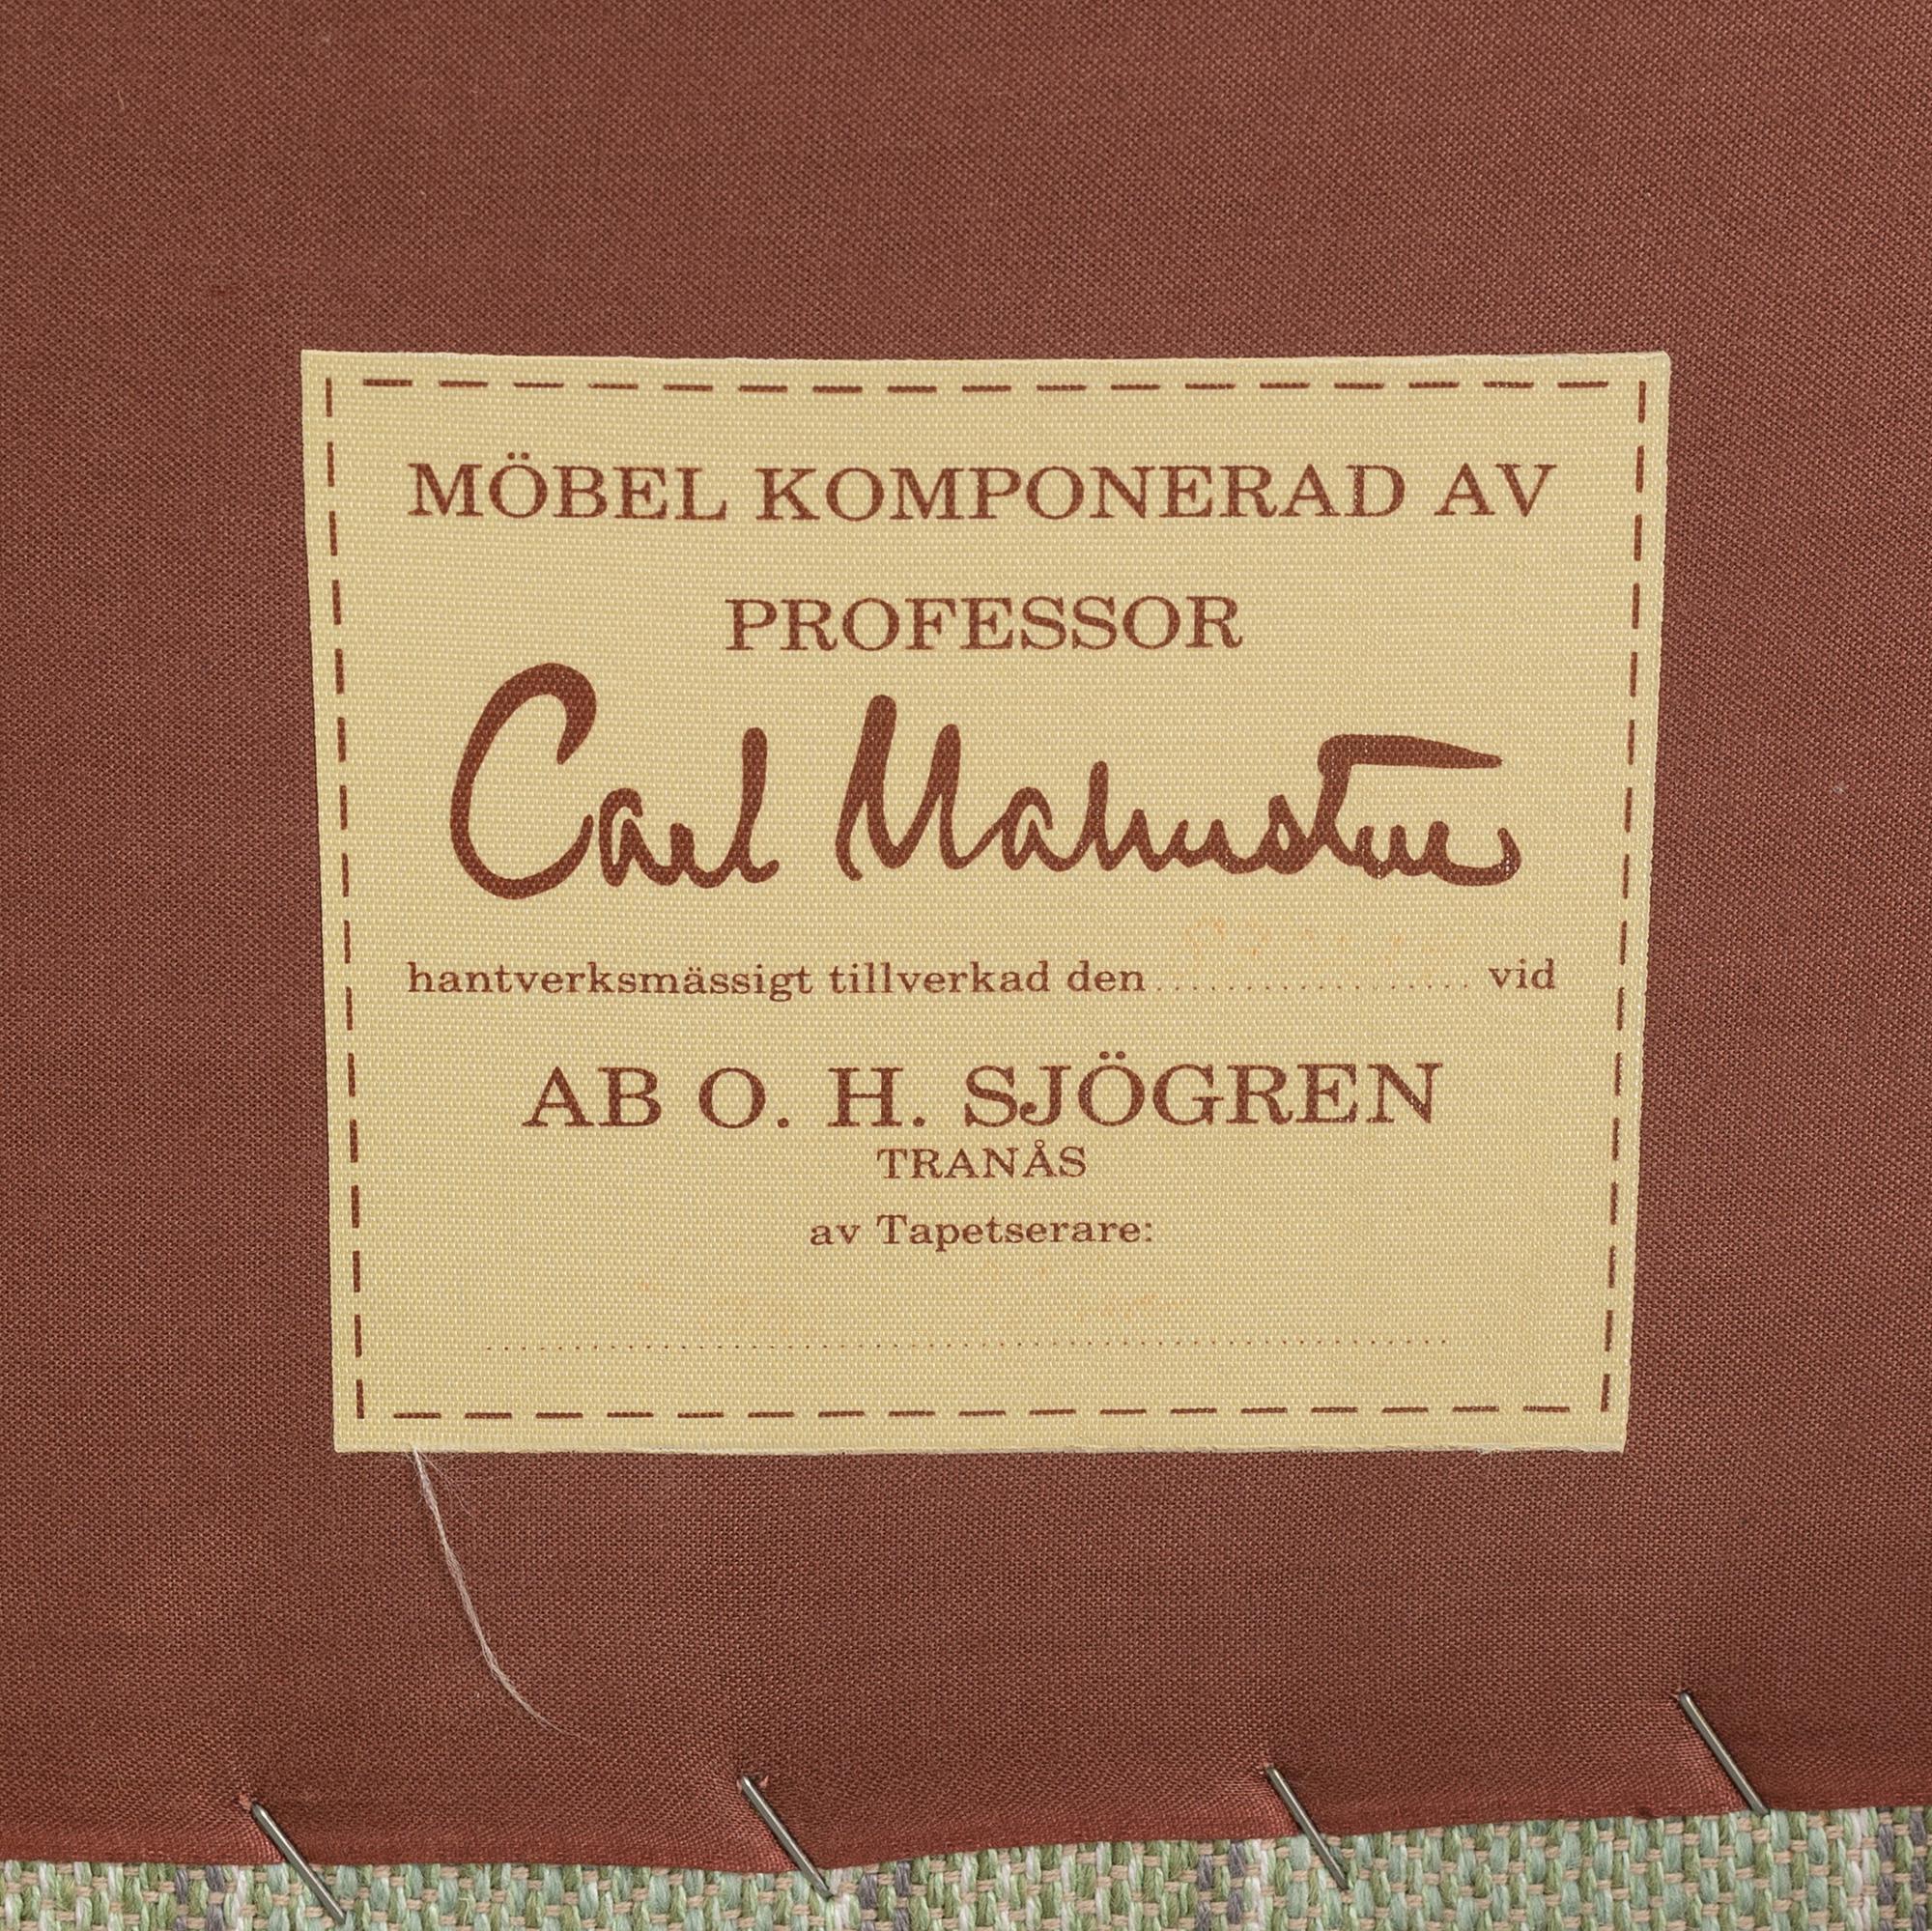 MÖBEL KOMPONERAD AV
PROFESSOR
Carl Malmsten
hantverksmässigt tillverkad den .................. vid
AB O. H. SJÖGREN
TRANÅS
av Tapetserare: